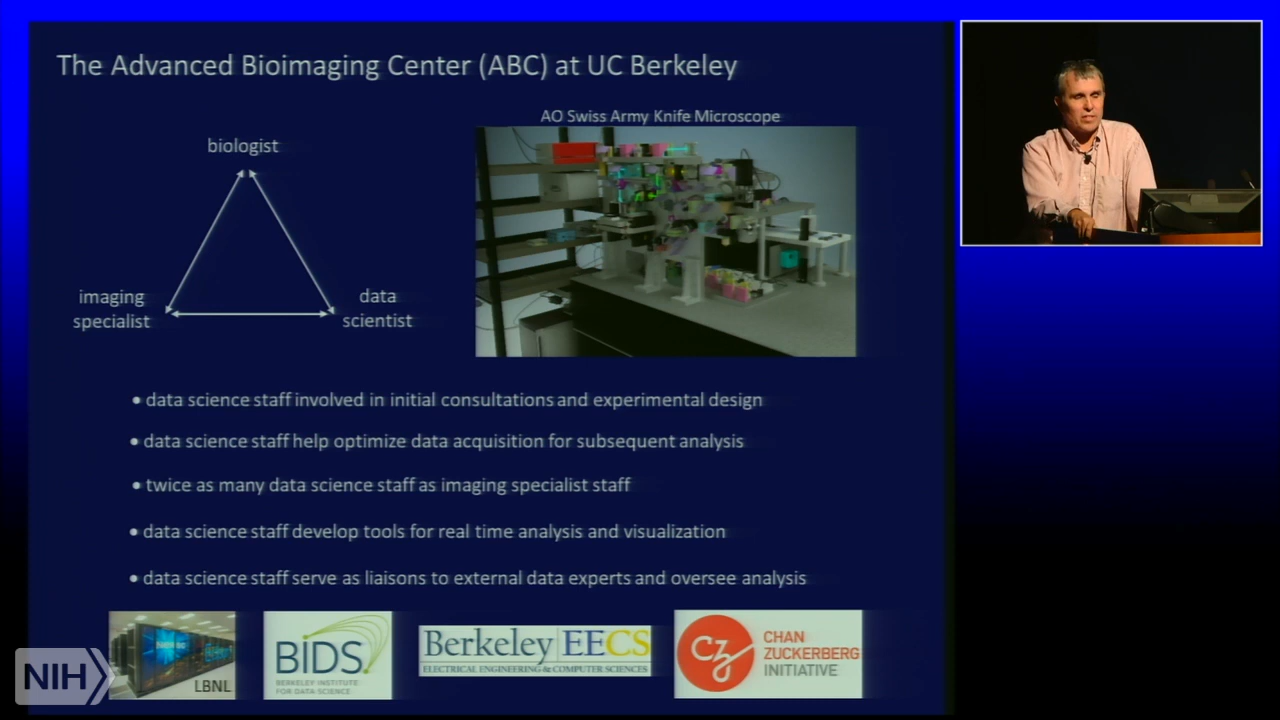 The Advanced Bioimaging Center (ABC) at UC Berkeley
AO Swiss Army Knife Microscope
biologist
imaging
specialist
data
scientist
• data science staff involved in initial consultations and experimental design
• data science staff help optimize data acquisition for subsequent analysis
• twice as many data science staff as imaging specialist staff
• data science staff develop tools for real time analysis and visualization
• data science staff serve as liaisons to external data experts and oversee analysis
NIH
LBNL
BIDS
BERKELEY INSTITUTE
FOR DATA SCIENCE
Berkeley EECS
ELECTRICAL ENGINEERING & COMPUTER SCIENCES
CZ
CHAN
ZUCKERBERG
INITIATIVE